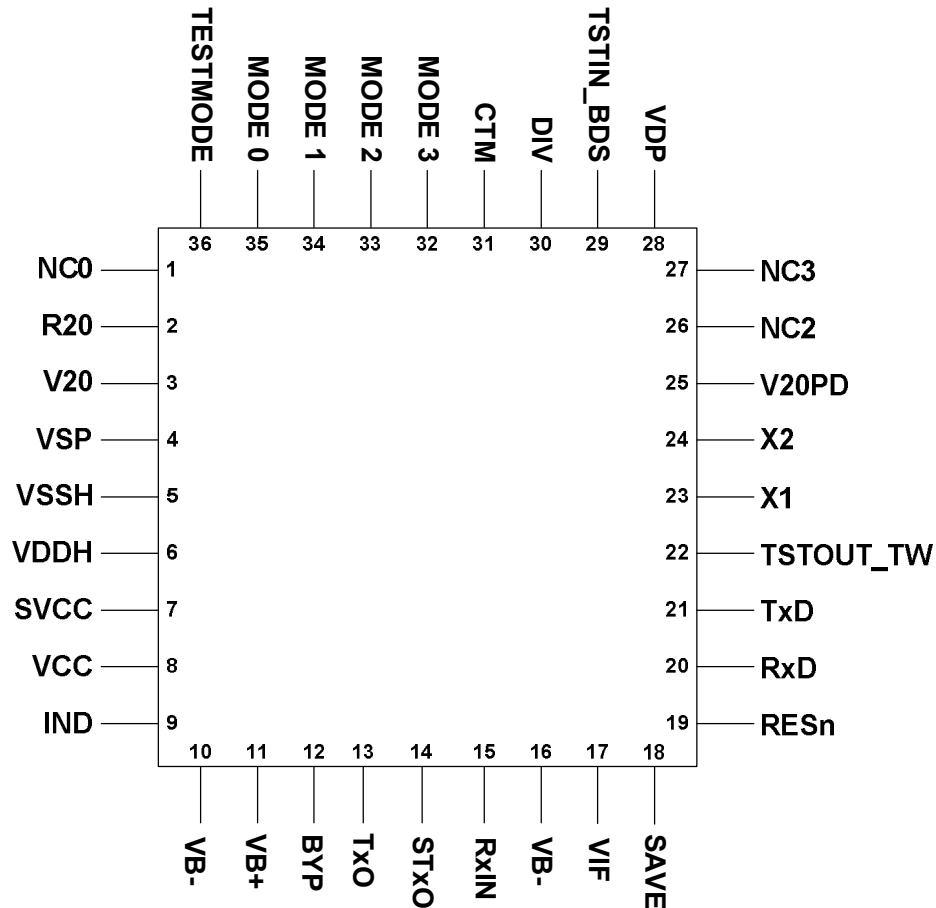 TESTMODE
MODE 0
MODE 1
MODE 2
MODE 3
CTM
DIV
TSTIN_BDS
VDP
36 35 34 33 32 31 30 29 28
NC0 1
R20 2
V20 3
VSP 4
VSSH 5
VDDH 6
SVCC 7
VCC 8
IND 9
27 NC3
26 NC2
25 V20PD
24 X2
23 X1
22 TSTOUT_TW
21 TxD
20 RxD
19 RESn
10 11 12 13 14 15 16 17 18
VB-
VB+
BYP
TxO
STxO
RxIN
VB-
VIF
SAVE